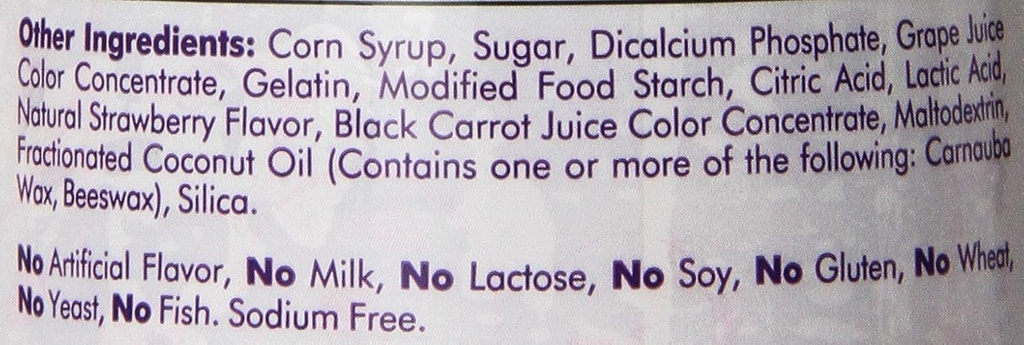 Other Ingredients: Corn Syrup, Sugar, Dicalcium Phosphate, Grape Juice
Color Concentrate, Gelatin, Modified Food Starch, Citric Acid, Lactic Acid,
Natural Strawberry Flavor, Black Carrot Juice Color Concentrate, Maltodextrin,
Fractionated Coconut Oil (Contains one or more of the following: Carnauba
Wax, Beeswax), Silica.
No Artificial Flavor, No Milk, No Lactose, No Soy, No Gluten, No Wheat,
No Yeast, No Fish. Sodium Free.